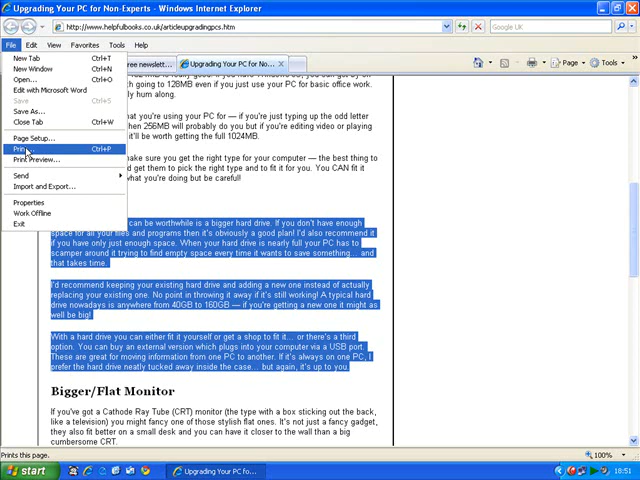 Upgrading Your PC for Non-Experts - Windows Internet Explorer
http://www.helpfulbooks.co.uk/articleupgradingpcs.htm
Google UK
File Edit View Favorites Tools Help
free newslett... Upgrading Your PC for No... Page Tools
New Tab Ctrl+T
New Window Ctrl+N
Open... Ctrl+O
Edit with Microsoft Word
Save Ctrl+S
Save As...
Close Tab Ctrl+W
Page Setup...
Print... Ctrl+P
Print Preview...
Send
Import and Export...
Properties
Work Offline
Exit
th going to 128MB even if you just use your PC for basic office work.
ly hum along.
hat you're using your PC for — if you're just typing up the odd letter
hen 256MB will probably do you but if you're editing video or playing
it'll be worth getting the full 1024MB.
make sure you get the right type for your computer — the best thing to
d get them to pick the right type and to fit it for you. You CAN fit it
what you're doing but be careful!
can be worthwhile is a bigger hard drive. If you don't have enough
space for all your files and programs then it's obviously a good plan! I'd also recommend it
if you have only just enough space. When your hard drive is nearly full your PC has to
scamper around it trying to find empty space every time it wants to save something... and
that takes time.
I'd recommend keeping your existing hard drive and adding a new one instead of actually
replacing your existing one. No point in throwing it away if it's still working! A typical hard
drive nowadays is anywhere from 40GB to 160GB — if you're getting a new one it might as
well be big!
With a hard drive you can either fit it yourself or get a shop to fit it... or there's a third
option. You can buy an external version which plugs into your computer via a USB port.
These are great for moving information from one PC to another. If it's always on one PC, I
prefer the hard drive neatly tucked away inside the case... but again, it's up to you.
Bigger/Flat Monitor
If you've got a Cathode Ray Tube (CRT) monitor (the type with a box sticking out the back,
like a television) you might fancy one of those stylish flat ones. It's not just a fancy gadget,
they also fit better on a small desk and you can have it closer to the wall than a big
cumbersome CRT.
Prints this page. 100%
start Upgrading Your PC fo... 18:51